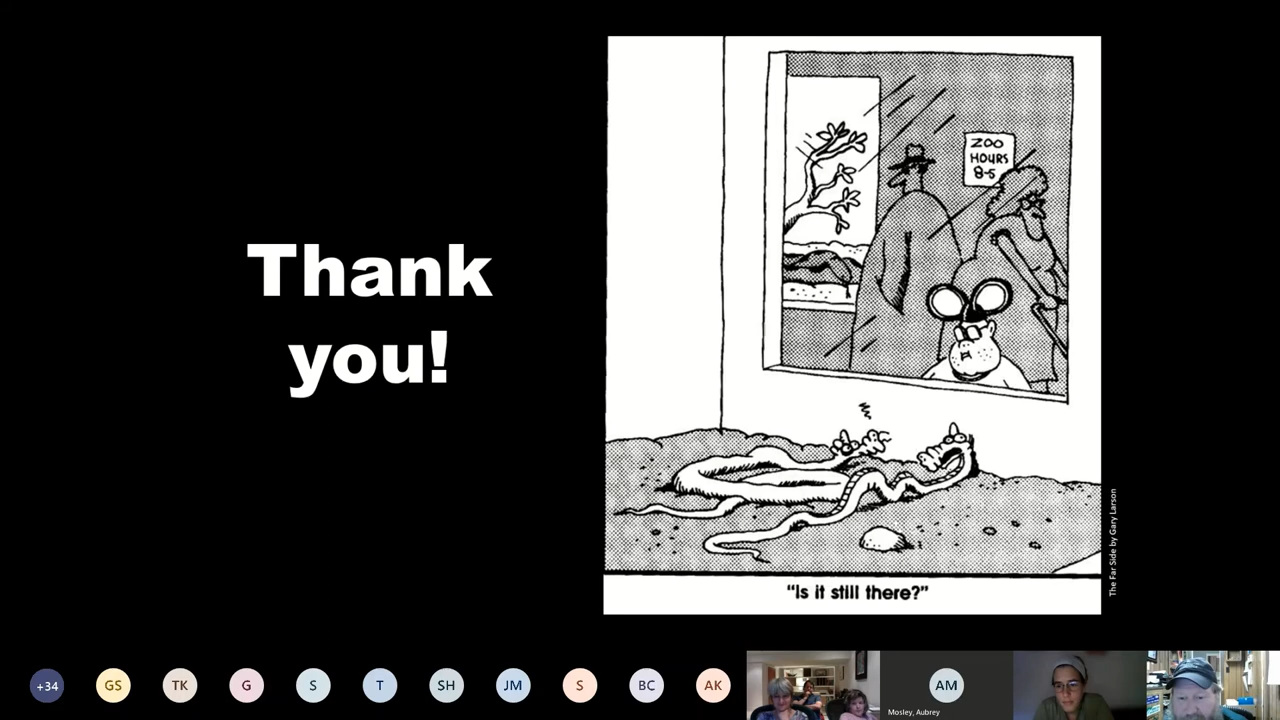 Thank
you!
ZOO
HOURS
8-5
"Is it still there?"
The Far Side by Gary Larson
+34
GS
TK
G
S
T
SH
JM
S
BC
AK
AM
Mosley, Aubrey